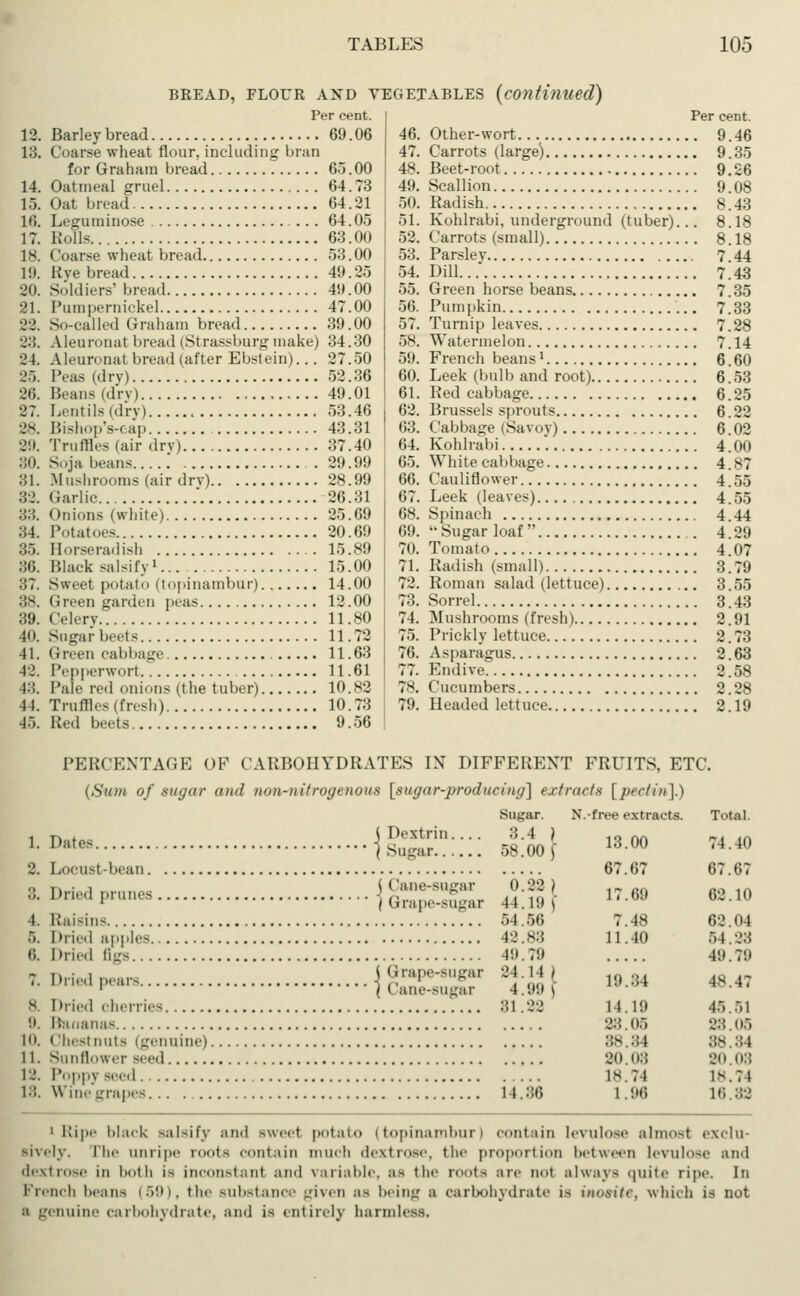 TABLES 105
BREAD, FLOUR AND VEGETABLES (continued)
Per cent.
12. Barley bread.................... 69.06
13. Coarse wheat flour, including bran
for Graham bread.............. 65.00
14. Oatmeal gruel.................... 64.73
15. Oat bread....................... 64.21
16. Leguminose ..................... 64.05
17. Rolls........................... 63.00
18. Coarse wheat bread.............. 53.00
19. Rye bread....................... 49.25
20. Soldiers' bread................. 49.00
21. Pumpernickel.................... 47.00
22. So-called Graham bread.......... 39.00
23. Aleuronat bread (Strassburg make) 34.30
24. Aleuronat bread (after Ebstein)... 27.50
25. Peas (dry)...................... 52.36
26. Beans (dry)..................... 49.01
27. Lentils (dry)................... 53.46
28. Bishop's-cap.................... 43.31
29. Truffles (air dry).............. 37.40
30. Soja beans...................... 29.99
31. Mushrooms (air dry)............. 28.99
32. Garlic.......................... 26.31
33. Onions (white).................. 25.69
34. Potatoes........................ 20.69
35. Horseradish .................... 15.89
36. Black salsify¹.................. 15.00
37. Sweet potato (topinambur)....... 14.00
38. Green garden peas............... 12.00
39. Celery.......................... 11.80
40. Sugar beets..................... 11.72
41. Green cabbage................... 11.63
42. Pepperwort...................... 11.61
43. Pale red onions (the tuber)....... 10.82
44. Truffles (fresh)................ 10.73
45. Red beets....................... 9.56
Per cent.
46. Other-wort...................... 9.46
47. Carrots (large)................. 9.35
48. Beet-root....................... 9.26
49. Scallion........................ 9.08
50. Radish.......................... 8.43
51. Kohlrabi, underground (tuber)... 8.18
52. Carrots (small)................. 8.18
53. Parsley......................... 7.44
54. Dill............................ 7.43
55. Green horse beans............... 7.35
56. Pumpkin......................... 7.33
57. Turnip leaves................... 7.28
58. Watermelon...................... 7.14
59. French beans¹................... 6.60
60. Leek (bulb and root)............ 6.53
61. Red cabbage..................... 6.25
62. Brussels sprouts................ 6.22
63. Cabbage (Savoy)................. 6.02
64. Kohlrabi........................ 4.00
65. White cabbage................... 4.87
66. Cauliflower..................... 4.55
67. Leek (leaves)................... 4.55
68. Spinach ........................ 4.44
69. "Sugar loaf".................... 4.29
70. Tomato.......................... 4.07
71. Radish (small).................. 3.79
72. Roman salad (lettuce)........... 3.55
73. Sorrel.......................... 3.43
74. Mushrooms (fresh)............... 2.91
75. Prickly lettuce................. 2.73
76. Asparagus....................... 2.63
77. Endive.......................... 2.58
78. Cucumbers....................... 2.28
79. Headed lettuce.................. 2.19
PERCENTAGE OF CARBOHYDRATES IN DIFFERENT FRUITS, ETC.
(Sum of sugar and non-nitrogenous [sugar-producing] extracts [pectin].)
Sugar. N.-free extracts. Total.
1. Dates.......... { Dextrin.... 3.4 } 13.00 74.40
{ Sugar...... 58.00 }
2. Locust-bean.................... ..... 67.67 67.67
3. Dried prunes .......... { Cane-sugar 0.22 } 17.69 62.10
{ Grape-sugar 44.19 }
4. Raisins.................... 54.56 7.48 62.04
5. Dried apples.................... 42.83 11.40 54.23
6. Dried figs.................... 49.79 ..... 49.79
7. Dried pears.......... { Grape-sugar 24.14 } 19.34 48.47
{ Cane-sugar 4.99 }
8. Dried cherries.................... 31.22 14.19 45.51
9. Bananas.................... ..... 23.05 23.05
10. Chestnuts (genuine).................... ..... 38.34 38.34
11. Sunflower seed.................... ..... 20.03 20.03
12. Poppy seed.................... ..... 18.74 18.74
13. Wine grapes.................... 14.36 1.96 16.32
¹ Ripe black salsify and sweet potato (topinambur) contain levulose almost exclu-
sively. The unripe roots contain much dextrose, the proportion between levulose and
dextrose in both is inconstant and variable, as the roots are not always quite ripe. In
French beans (59), the substance given as being a carbohydrate is inosite, which is not
a genuine carbohydrate, and is entirely harmless.